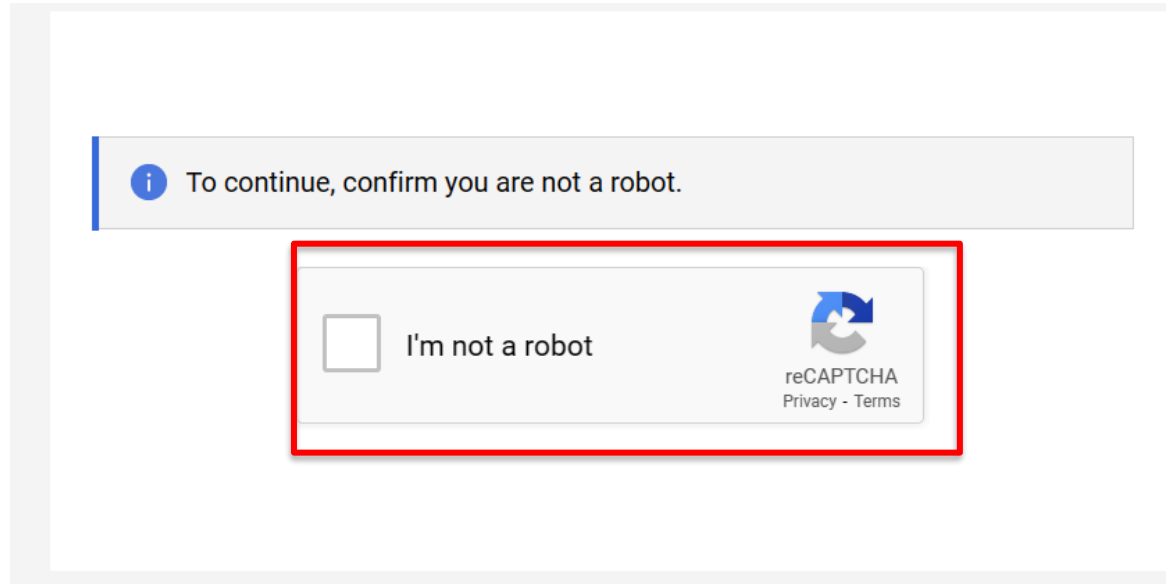 To continue, confirm you are not a robot.
I'm not a robot
reCAPTCHA
Privacy - Terms